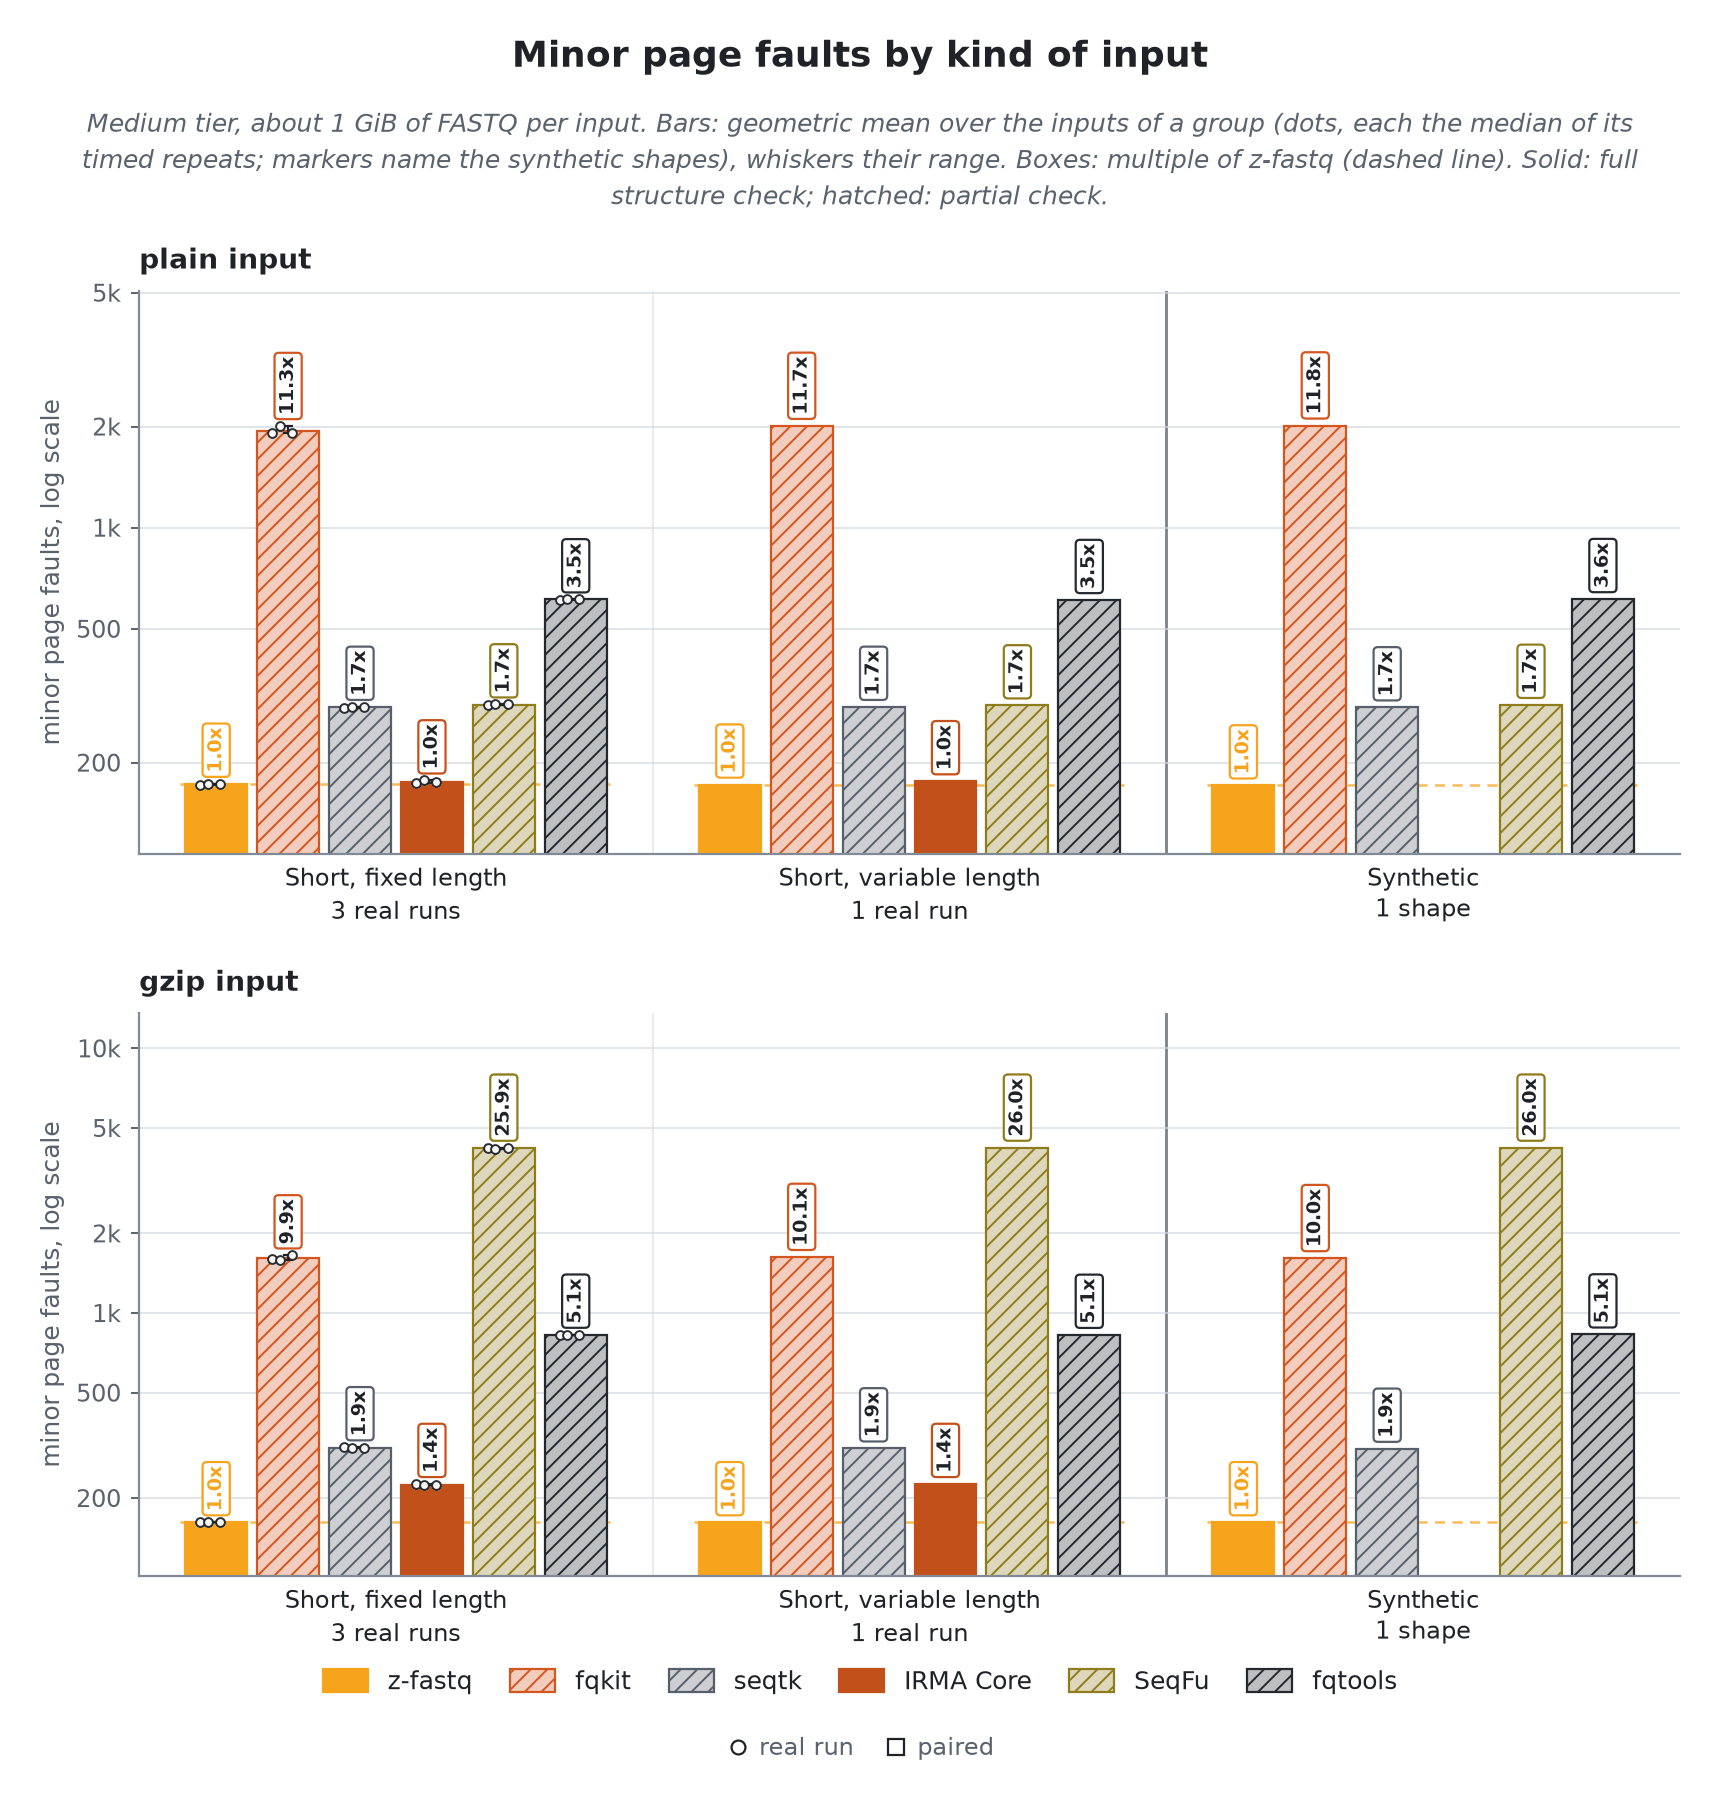 Minor page faults by kind of input
Medium tier, about 1 GiB of FASTQ per input. Bars: geometric mean over the inputs of a group (dots, each the median of its
timed repeats; markers name the synthetic shapes), whiskers their range. Boxes: multiple of z-fastq (dashed line). Solid: full
structure check; hatched: partial check.
plain input
minor page faults, log scale
5k
2k
1k
500
200
1.0x
11.3x
1.7x
1.0x
1.7x
3.5x
1.0x
11.7x
1.7x
1.0x
1.7x
3.5x
1.0x
11.8x
1.7x
1.7x
3.6x
Short, fixed length
3 real runs
Short, variable length
1 real run
Synthetic
1 shape
gzip input
minor page faults, log scale
10k
5k
2k
1k
500
200
1.0x
9.9x
1.9x
1.4x
25.9x
5.1x
1.0x
10.1x
1.9x
1.4x
26.0x
5.1x
1.0x
10.0x
1.9x
26.0x
5.1x
Short, fixed length
3 real runs
Short, variable length
1 real run
Synthetic
1 shape
z-fastq
fqkit
seqtk
IRMA Core
SeqFu
fqtools
real run
paired